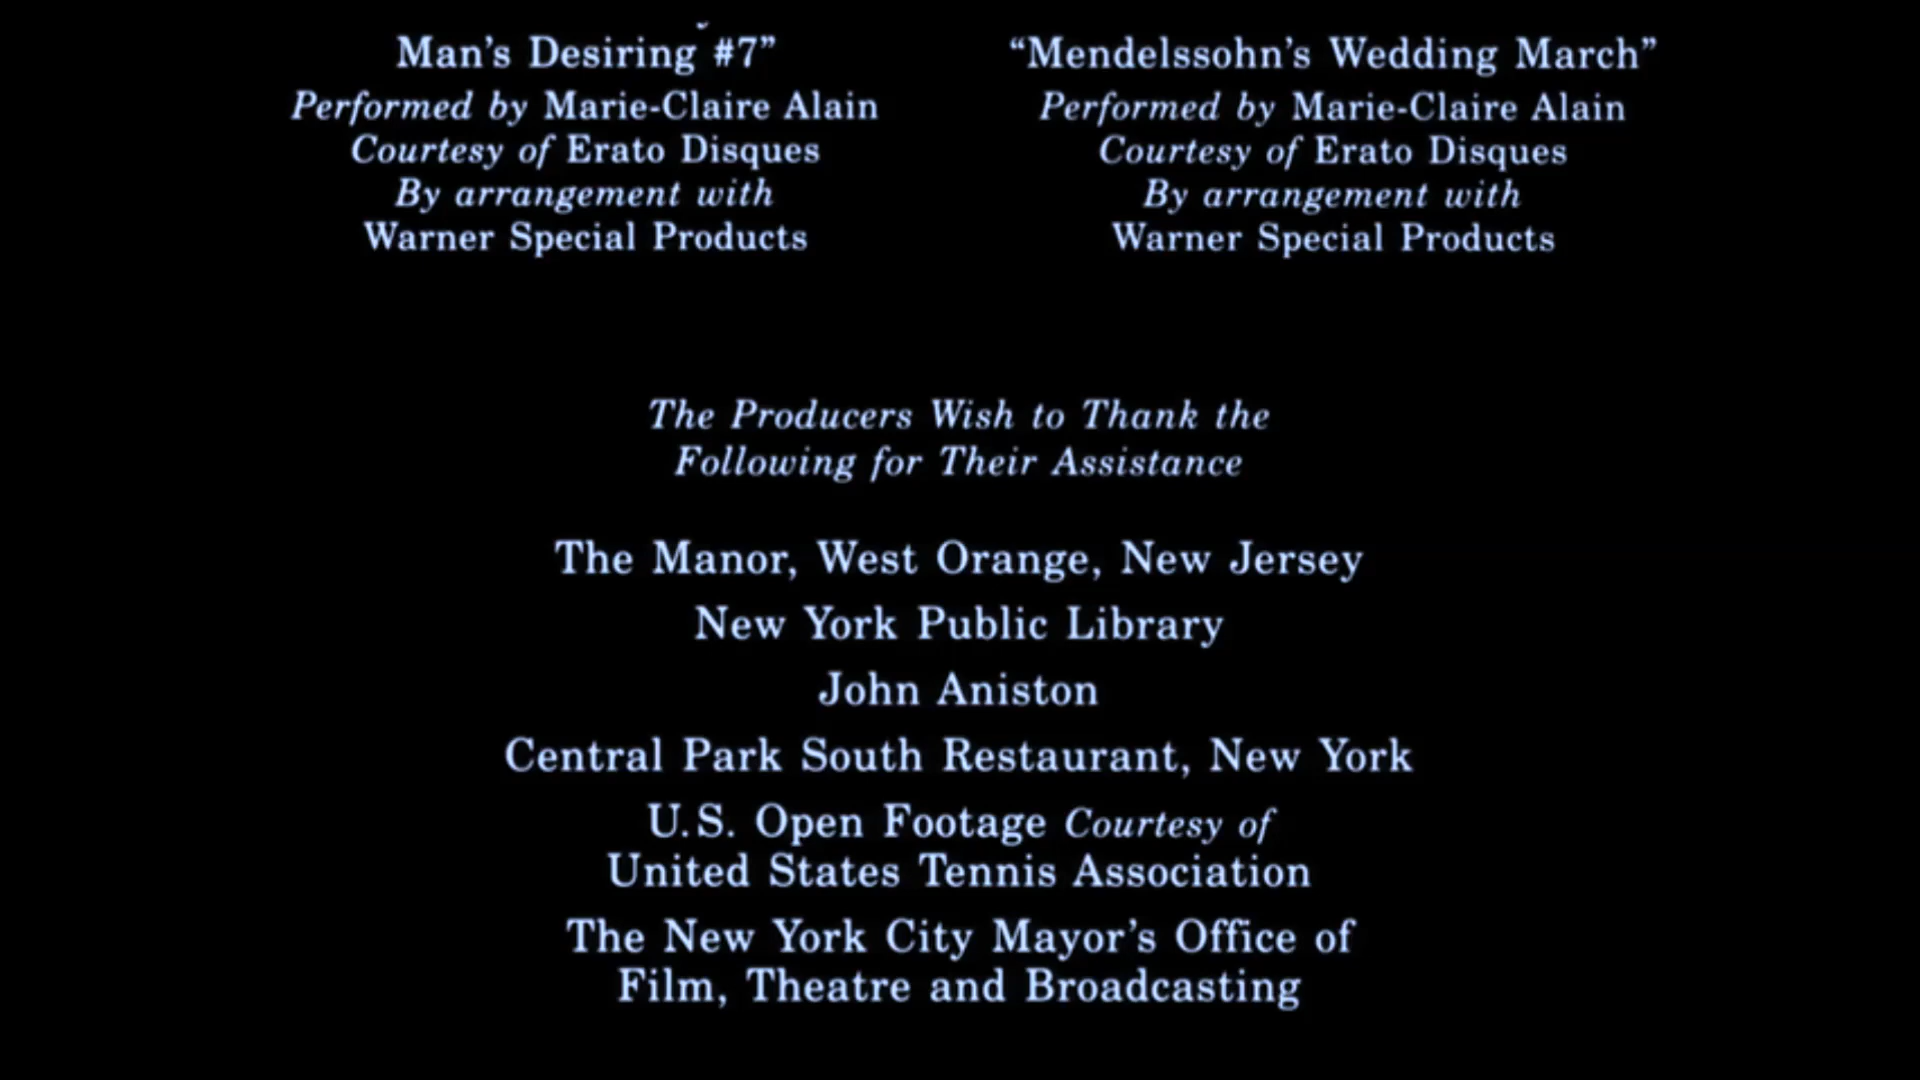 Man’s Desiring #7”
Performed by Marie-Claire Alain
Courtesy of Erato Disques
By arrangement with
Warner Special Products
“Mendelssohn’s Wedding March”
Performed by Marie-Claire Alain
Courtesy of Erato Disques
By arrangement with
Warner Special Products
The Producers Wish to Thank the
Following for Their Assistance
The Manor, West Orange, New Jersey
New York Public Library
John Aniston
Central Park South Restaurant, New York
U.S. Open Footage Courtesy of
United States Tennis Association
The New York City Mayor’s Office of
Film, Theatre and Broadcasting